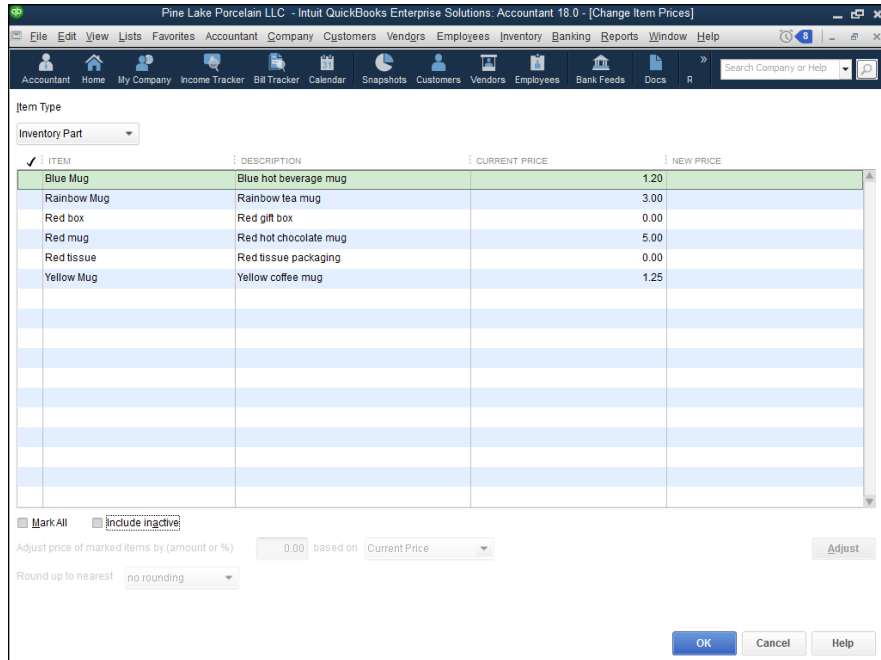 qb Pine Lake Porcelain LLC - Intuit QuickBooks Enterprise Solutions: Accountant 18.0 - [Change Item Prices]
File Edit View Lists Favorites Accountant Company Customers Vendors Employees Inventory Banking Reports Window Help 8
Accountant Home My Company Income Tracker Bill Tracker Calendar Snapshots Customers Vendors Employees Bank Feeds Docs R » Search Company or Help
31
Item Type
Inventory Part
✓ ITEM DESCRIPTION CURRENT PRICE NEW PRICE
Blue Mug Blue hot beverage mug 1.20
Rainbow Mug Rainbow tea mug 3.00
Red box Red gift box 0.00
Red mug Red hot chocolate mug 5.00
Red tissue Red tissue packaging 0.00
Yellow Mug Yellow coffee mug 1.25
Mark All Include inactive
Adjust price of marked items by (amount or %) 0.00 based on Current Price Adjust
Round up to nearest no rounding
OK Cancel Help